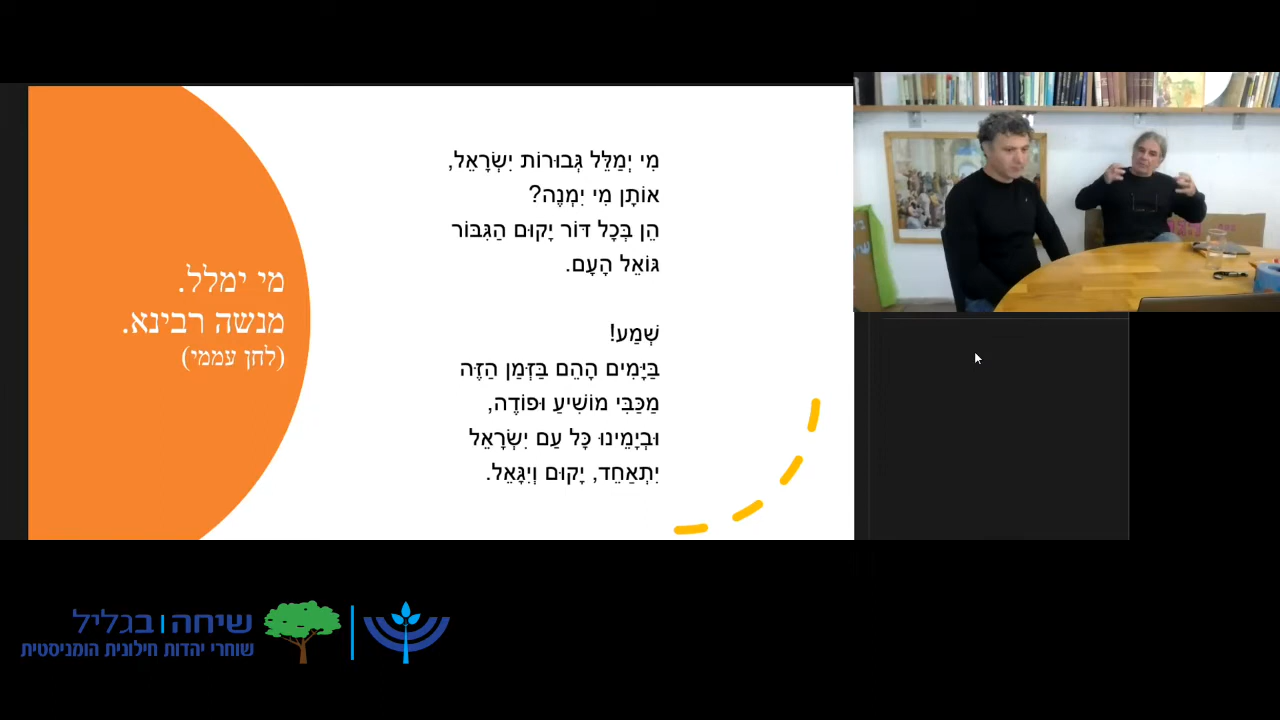 מִי יְמַלֵּל גְּבוּרוֹת יִשְׂרָאֵל,
אוֹתָן מִי יִמְנֶה?
הֵן בְּכָל דּוֹר יָקוּם הַגִּבּוֹר
גּוֹאֵל הָעָם.
שְׁמַע!
בַּיָּמִים הָהֵם בַּזְּמַן הַזֶּה
מַכַּבִּי מוֹשִׁיעַ וּפוֹדֶה,
וּבְיָמֵינוּ כָּל עַם יִשְׂרָאֵל
יִתְאַחֵד, יָקוּם וְיִגָּאֵל.
מי ימלל.
מנשה רבינא.
(לחן עממי)
שיחה | בגליל
שוחרי יהדות חילונית הומניסטית